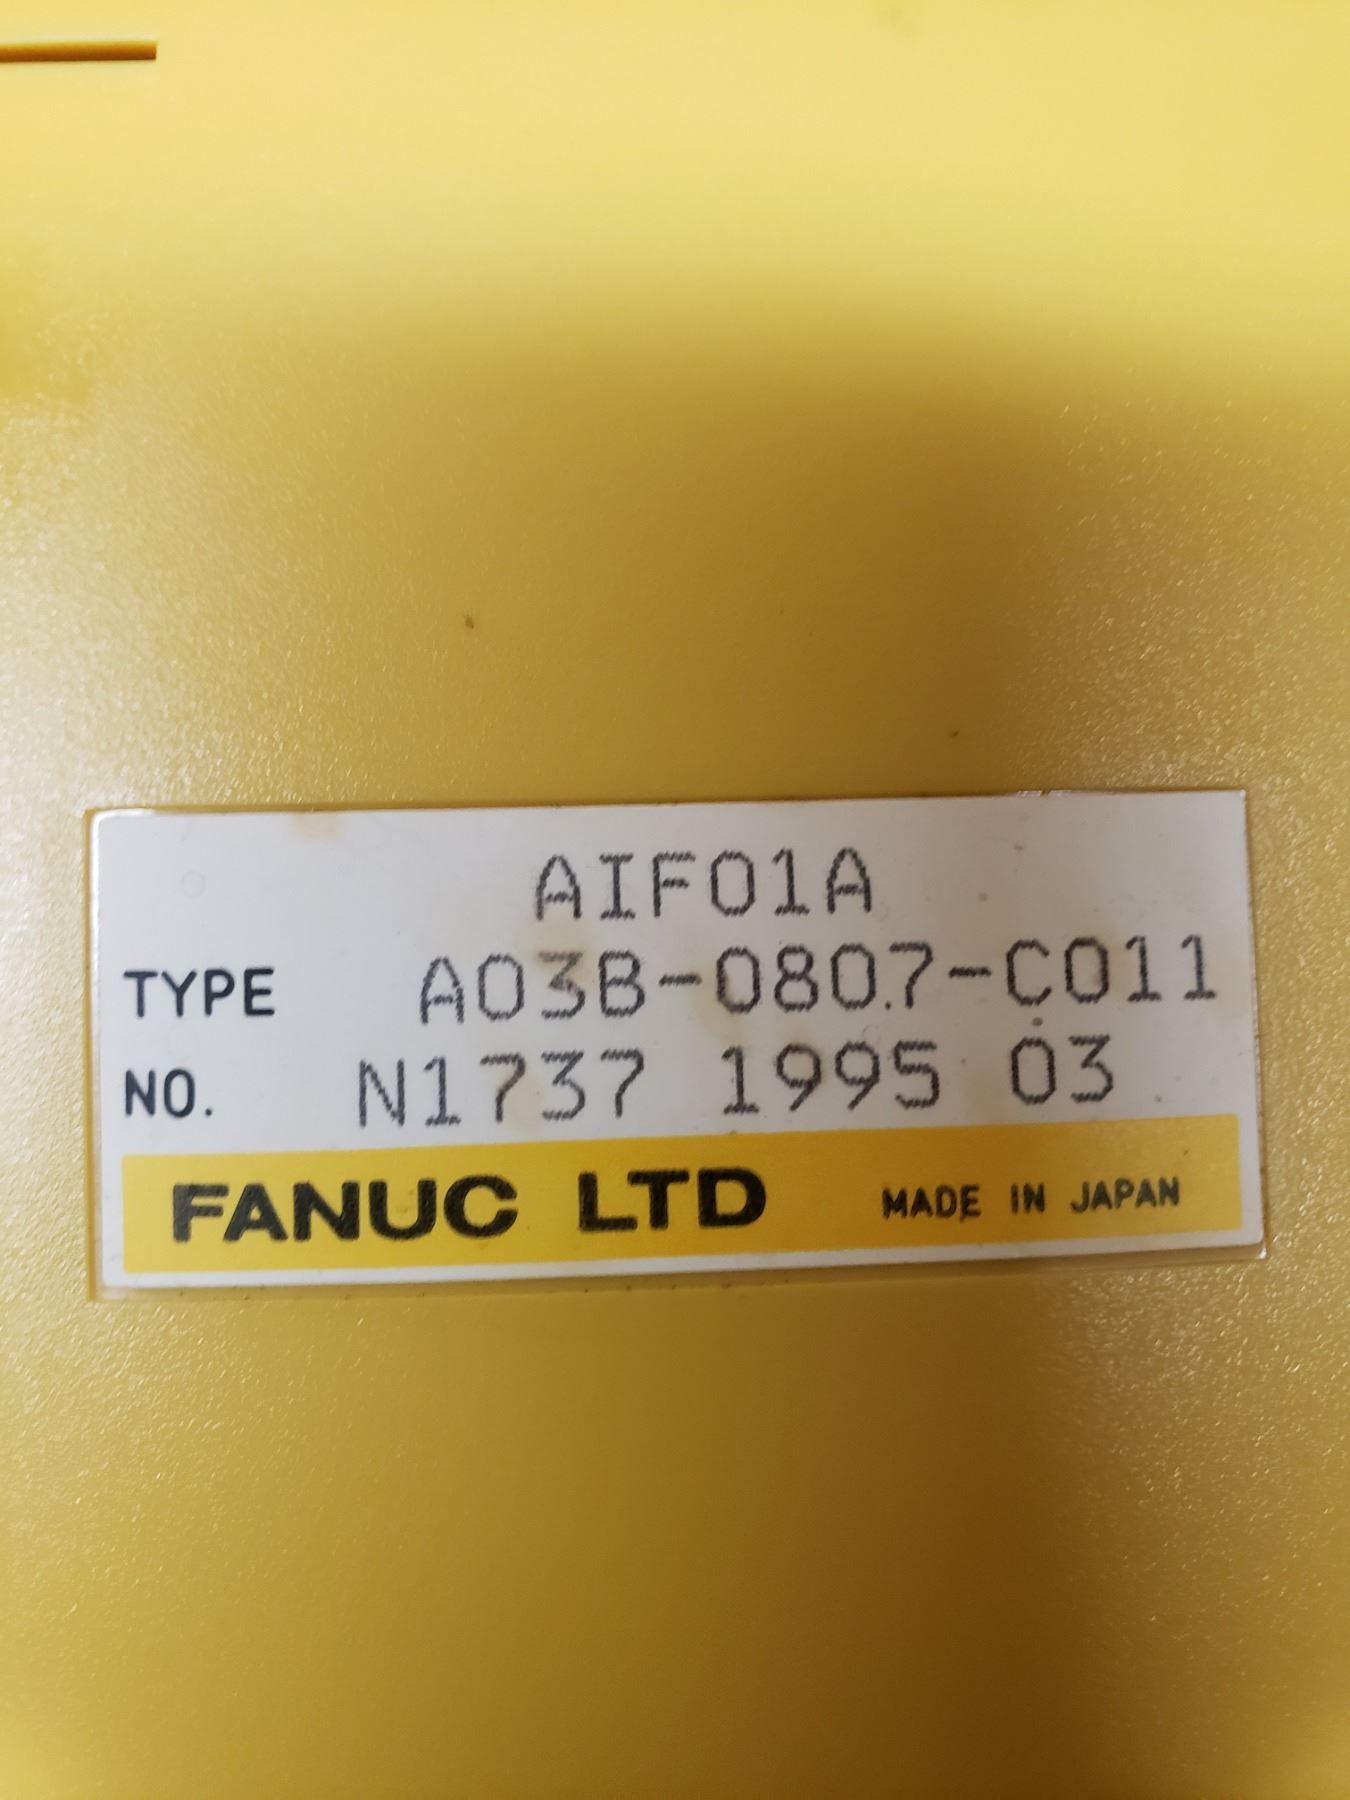 AIF01A
TYPE A03B-0807-C011
NO. N1737 1995 03
FANUC LTD MADE IN JAPAN